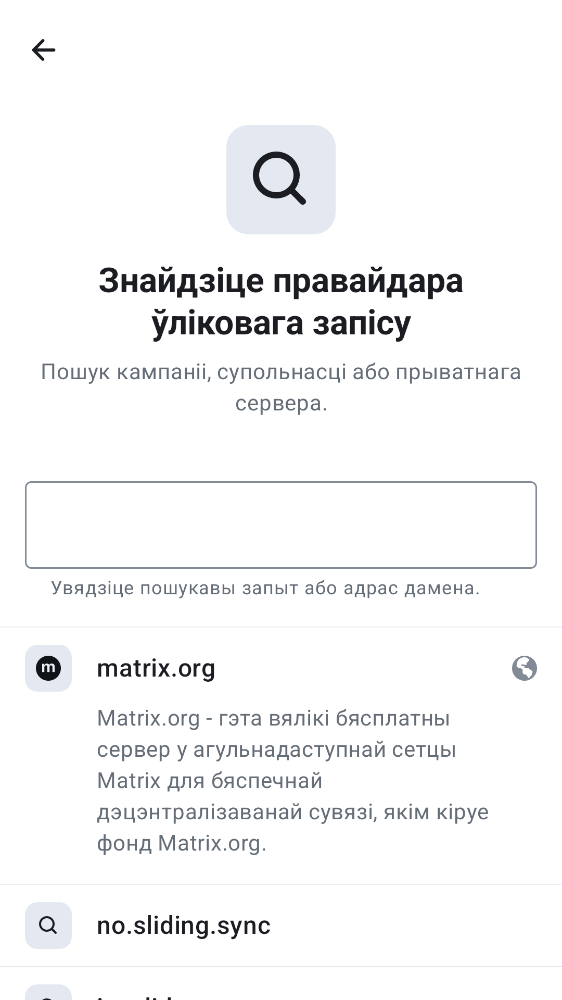 Знайдзіце правайдара
ўліковага запісу
Пошук кампаніі, супольнасці або прыватнага
сервера.
Увядзіце пошукавы запыт або адрас дамена.
m
matrix.org
Matrix.org - гэта вялікі бясплатны
сервер у агульнадаступнай сетцы
Matrix для бяспечнай
дэцэнтралізаванай сувязі, якім кіруе
фонд Matrix.org.
no.sliding.sync